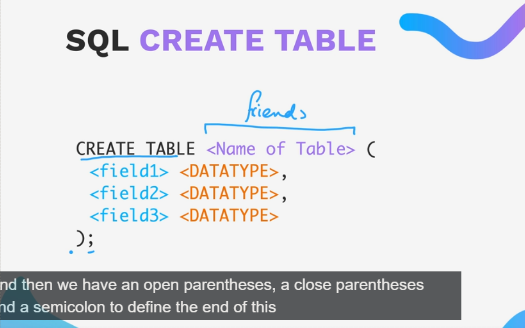 SQL CREATE TABLE
friends
CREATE TABLE <Name of Table> (
<field1> <DATATYPE>,
<field2> <DATATYPE>,
<field3> <DATATYPE>
);
nd then we have an open parentheses, a close parentheses
nd a semicolon to define the end of this